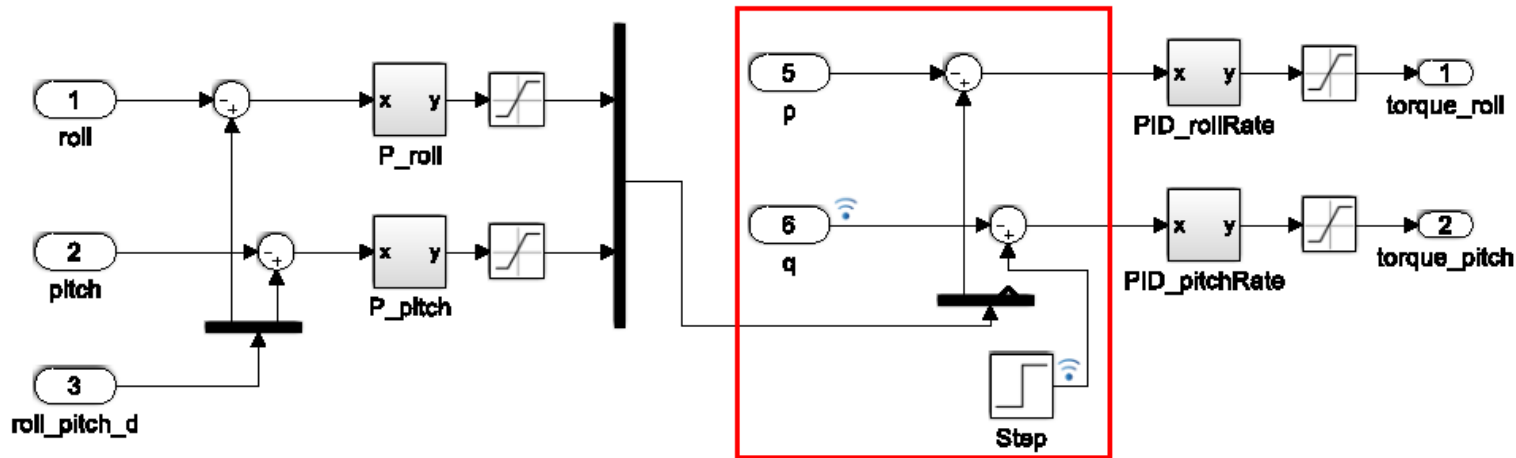 1
roll
2
pitch
3
roll_pitch_d
x y
P_roll
x y
P_pitch
5
p
6
q
Step
x y
PID_rollRate
x y
PID_pitchRate
1
torque_roll
2
torque_pitch